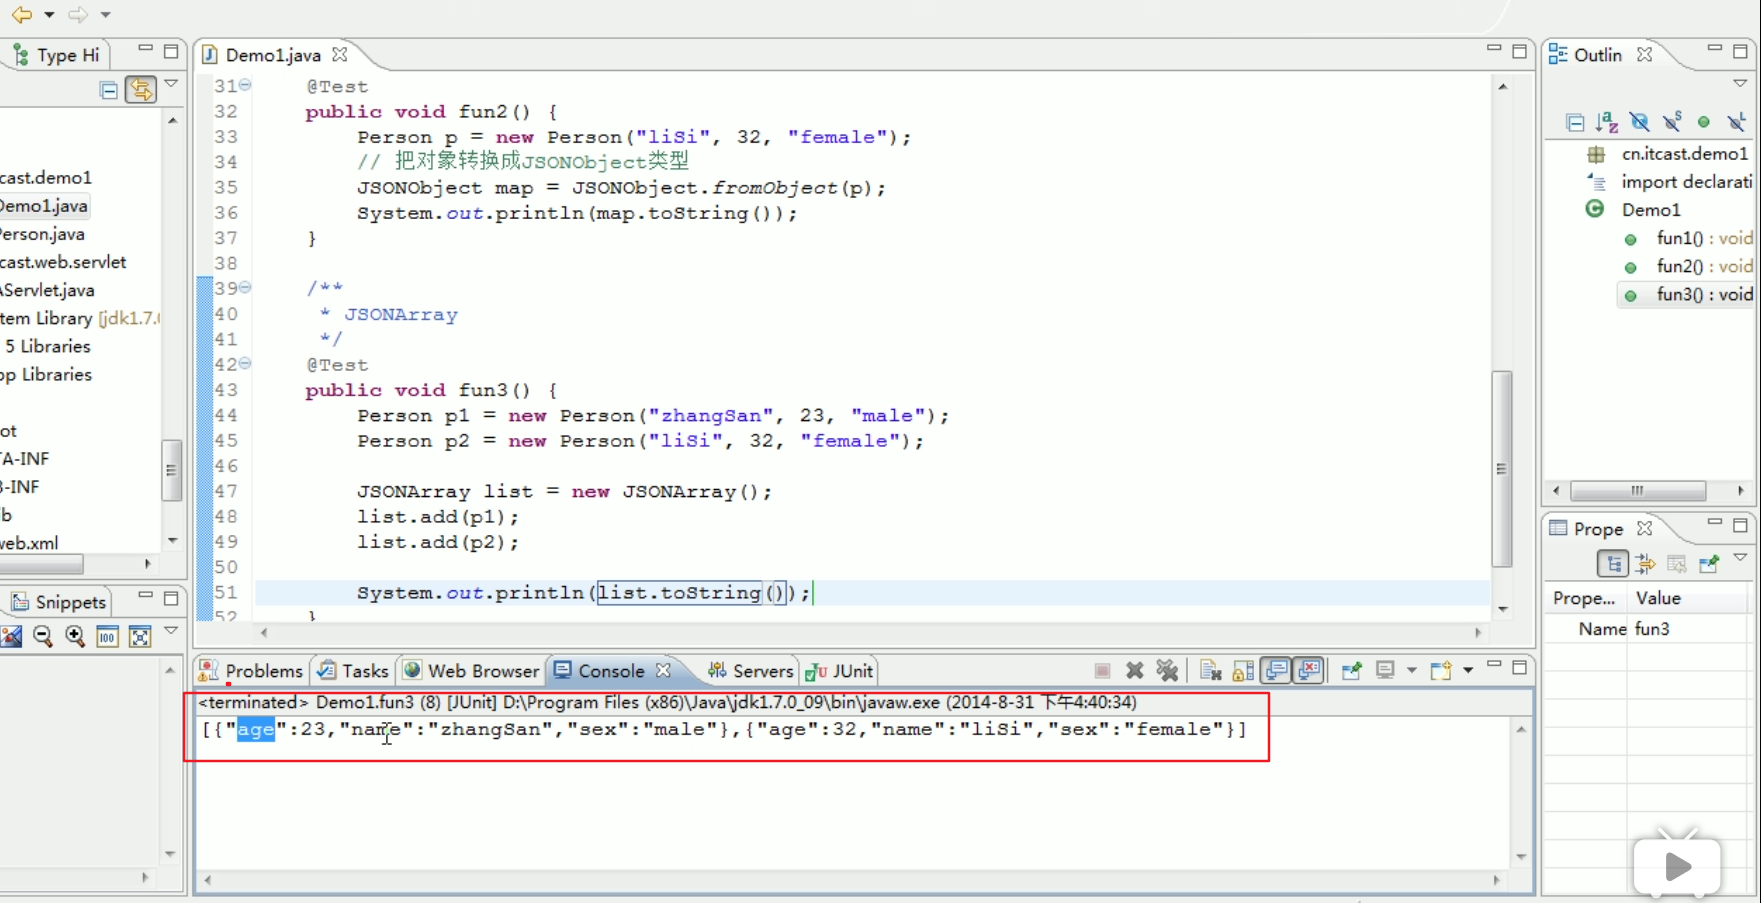 Type Hi
cast.demo1
Demo1.java
Person.java
cast.web.servlet
AServlet.java
tem Library [jdk1.7.0
5 Libraries
pp Libraries
ot
TA-INF
B-INF
b
web.xml
Snippets
100
Demo1.java
31 @Test
32 public void fun2() {
33 Person p = new Person("liSi", 32, "female");
34 // 把对象转换成JSONObject类型
35 JSONObject map = JSONObject.fromObject(p);
36 System.out.println(map.toString());
37 }
38
39 /**
40 * JSONArray
41 */
42 @Test
43 public void fun3() {
44 Person p1 = new Person("zhangSan", 23, "male");
45 Person p2 = new Person("liSi", 32, "female");
46
47 JSONArray list = new JSONArray();
48 list.add(p1);
49 list.add(p2);
50
51 System.out.println(list.toString());
52 }
Problems Tasks Web Browser Console Servers JUnit
<terminated> Demo1.fun3 (8) [JUnit] D:\Program Files (x86)\Java\jdk1.7.0_09\bin\javaw.exe (2014-8-31 下午4:40:34)
[{"age":23,"name":"zhangSan","sex":"male"},{"age":32,"name":"liSi","sex":"female"}]
Outlin
cn.itcast.demo1
import declarati
Demo1
fun1() : void
fun2() : void
fun3() : void
Prope
Prope... Value
Name fun3